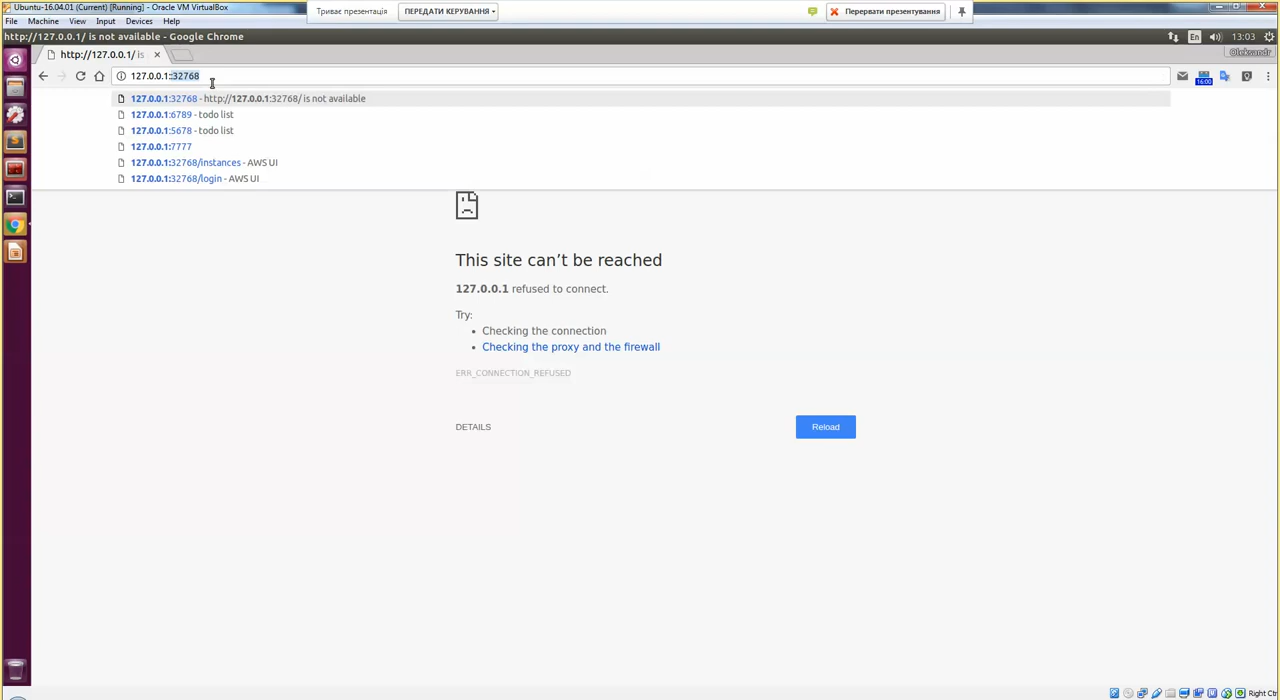 Ubuntu-16.04.01 (Current) [Running] - Oracle VM VirtualBox
Триває презентація
ПЕРЕДАТИ КЕРУВАННЯ
Перервати презентування
File Machine View Input Devices Help
http://127.0.0.1/ is not available - Google Chrome
En
13:03
http://127.0.0.1/ is
Oleksandr
127.0.0.1::32768
16:00
127.0.0.1:32768 - http://127.0.0.1:32768/ is not available
127.0.0.1:6789 - todo list
127.0.0.1:5678 - todo list
127.0.0.1:7777
127.0.0.1:32768/instances - AWS UI
127.0.0.1:32768/login - AWS UI
This site can't be reached
127.0.0.1 refused to connect.
Try:
• Checking the connection
• Checking the proxy and the firewall
ERR_CONNECTION_REFUSED
DETAILS
Reload
Right Ctrl